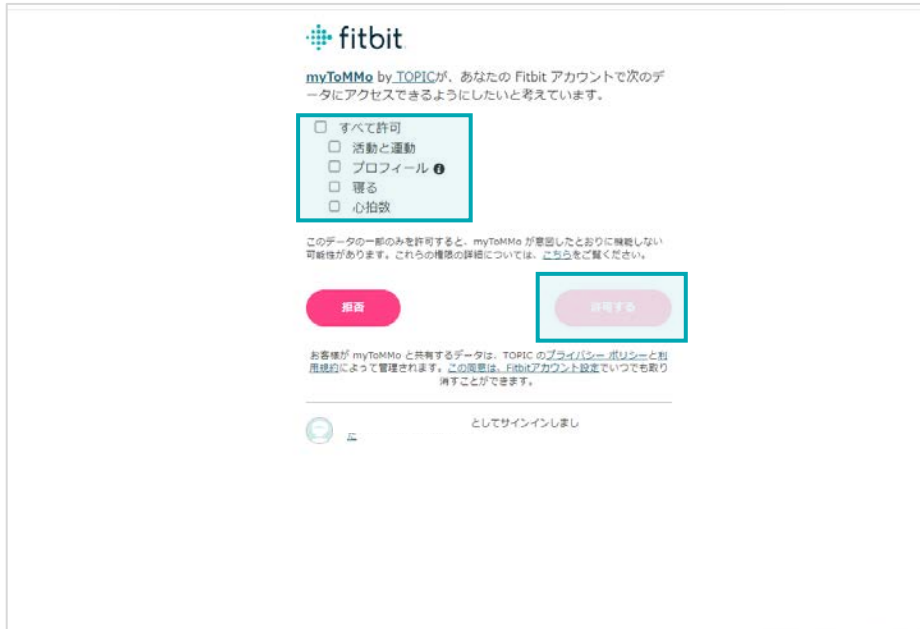 fitbit
myToMMo by TOPICが、あなたの Fitbit アカウントで次のデ
ータにアクセスできるようにしたいと考えています。
すべて許可
活動と運動
プロフィール
寝る
心拍数
このデータの一部のみを許可すると、myToMMo が意図したとおりに機能しない
可能性があります。これらの権限の詳細については、こちらをご覧ください。
拒否
許可する
お客様が myToMMo と共有するデータは、TOPIC のプライバシー ポリシーと利
用規約によって管理されます。この同意は、Fitbitアカウント設定でいつでも取り
消すことができます。
としてサインインしまし